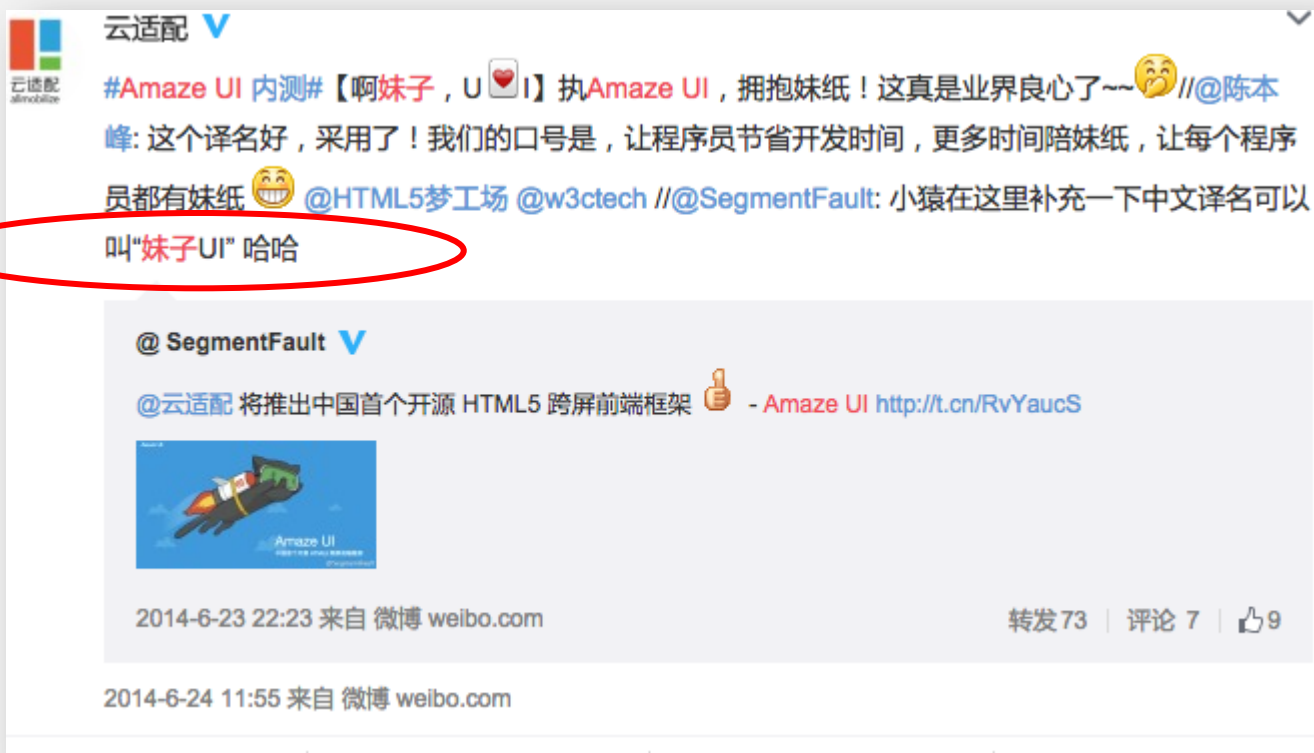 云适配
云适配
allmobilize
#Amaze UI 内测#【啊妹子，U I】执Amaze UI，拥抱妹纸！这真是业界良心了~~ //@陈本
峰: 这个译名好，采用了！我们的口号是，让程序员节省开发时间，更多时间陪妹纸，让每个程序
员都有妹纸 @HTML5梦工场 @w3ctech //@SegmentFault: 小猿在这里补充一下中文译名可以
叫“妹子UI” 哈哈
@ SegmentFault
@云适配 将推出中国首个开源 HTML5 跨屏前端框架 - Amaze UI http://t.cn/RvYaucS
Amaze UI
2014-6-23 22:23 来自 微博 weibo.com
转发 73 | 评论 7 | 9
2014-6-24 11:55 来自 微博 weibo.com